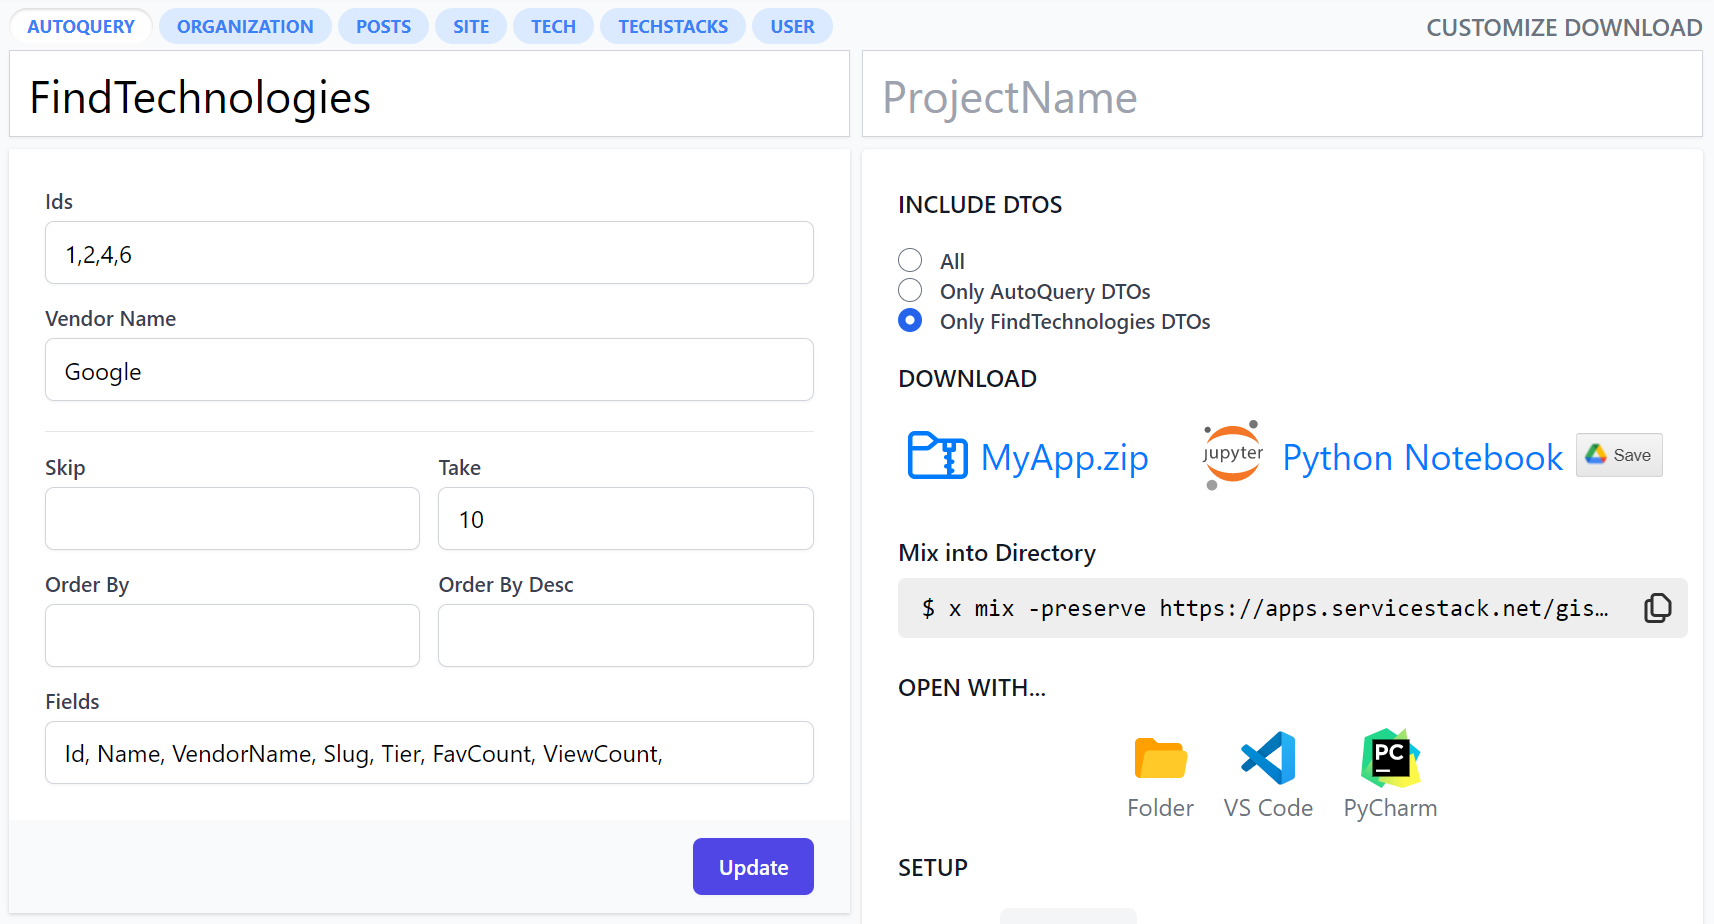 AUTOQUERY ORGANIZATION POSTS SITE TECH TECHSTACKS USER
CUSTOMIZE DOWNLOAD
FindTechnologies
Ids
1,2,4,6
Vendor Name
Google
Skip
Take
10
Order By
Order By Desc
Fields
Id, Name, VendorName, Slug, Tier, FavCount, ViewCount,
Update
ProjectName
INCLUDE DTOS
All
Only AutoQuery DTOs
Only FindTechnologies DTOs
DOWNLOAD
MyApp.zip
jupyter
Python Notebook
Save
Mix into Directory
$ x mix -preserve https://apps.servicestack.net/gis…
OPEN WITH...
PC
Folder
VS Code
PyCharm
SETUP